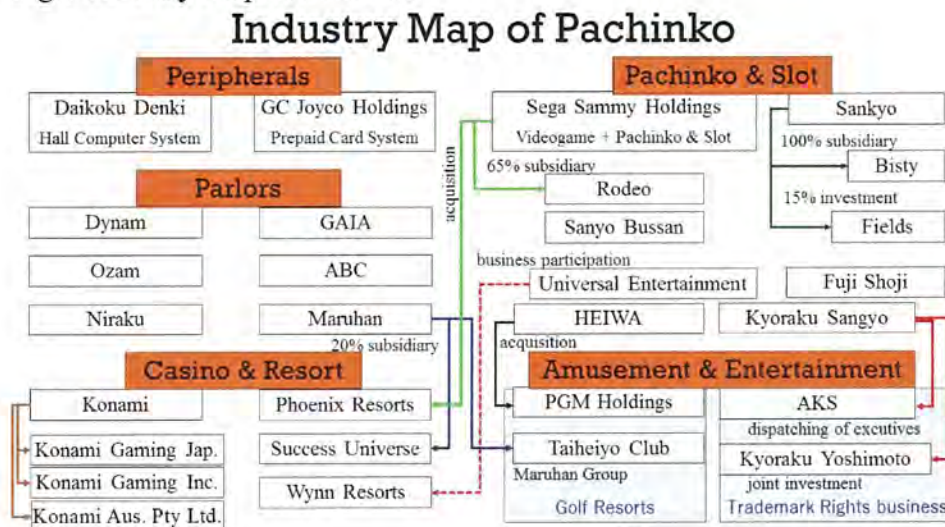 Industry Map of Pachinko
Peripherals
Daikoku Denki
Hall Computer System
GC Joyco Holdings
Prepaid Card System
Parlors
Dynam
GAIA
Ozam
ABC
Niraku
Maruhan
20% subsidiary
Casino & Resort
Konami
Phoenix Resorts
Konami Gaming Jap.
Success Universe
Konami Gaming Inc.
Wynn Resorts
Konami Aus. Pty Ltd.
acquisition
Pachinko & Slot
Sega Sammy Holdings
Videogame + Pachinko & Slot
65% subsidiary
Rodeo
Sanyo Bussan
Sankyo
100% subsidiary
Bisty
15% investment
Fields
business participation
Universal Entertainment
Fuji Shoji
HEIWA
Kyoraku Sangyo
acquisition
Amusement & Entertainment
PGM Holdings
AKS
dispatching of excutives
Taiheiyo Club
Kyoraku Yoshimoto
Maruhan Group
joint investment
Golf Resorts
Trademark Rights business